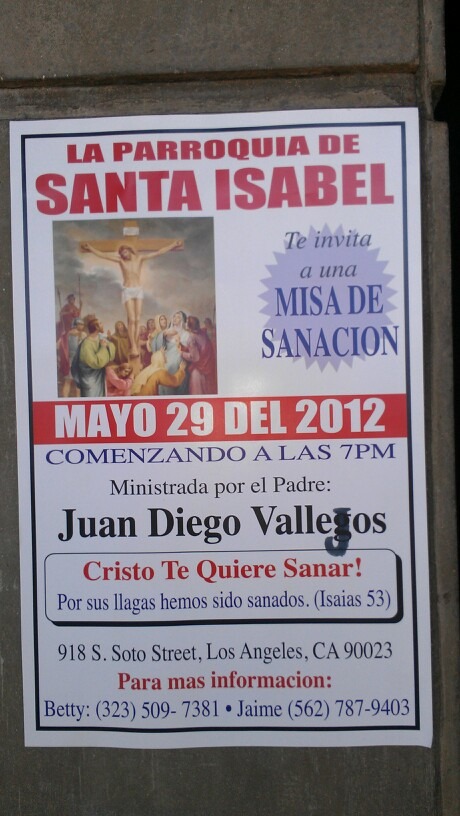 LA PARROQUIA DE
SANTA ISABEL
Te invita
a una
MISA DE
SANACION
MAYO 29 DEL 2012
COMENZANDO A LAS 7PM
Ministrada por el Padre:
Juan Diego Vallejos
Cristo Te Quiere Sanar!
Por sus llagas hemos sido sanados. (Isaias 53)
918 S. Soto Street, Los Angeles, CA 90023
Para mas informacion:
Betty: (323) 509- 7381 • Jaime (562) 787-9403